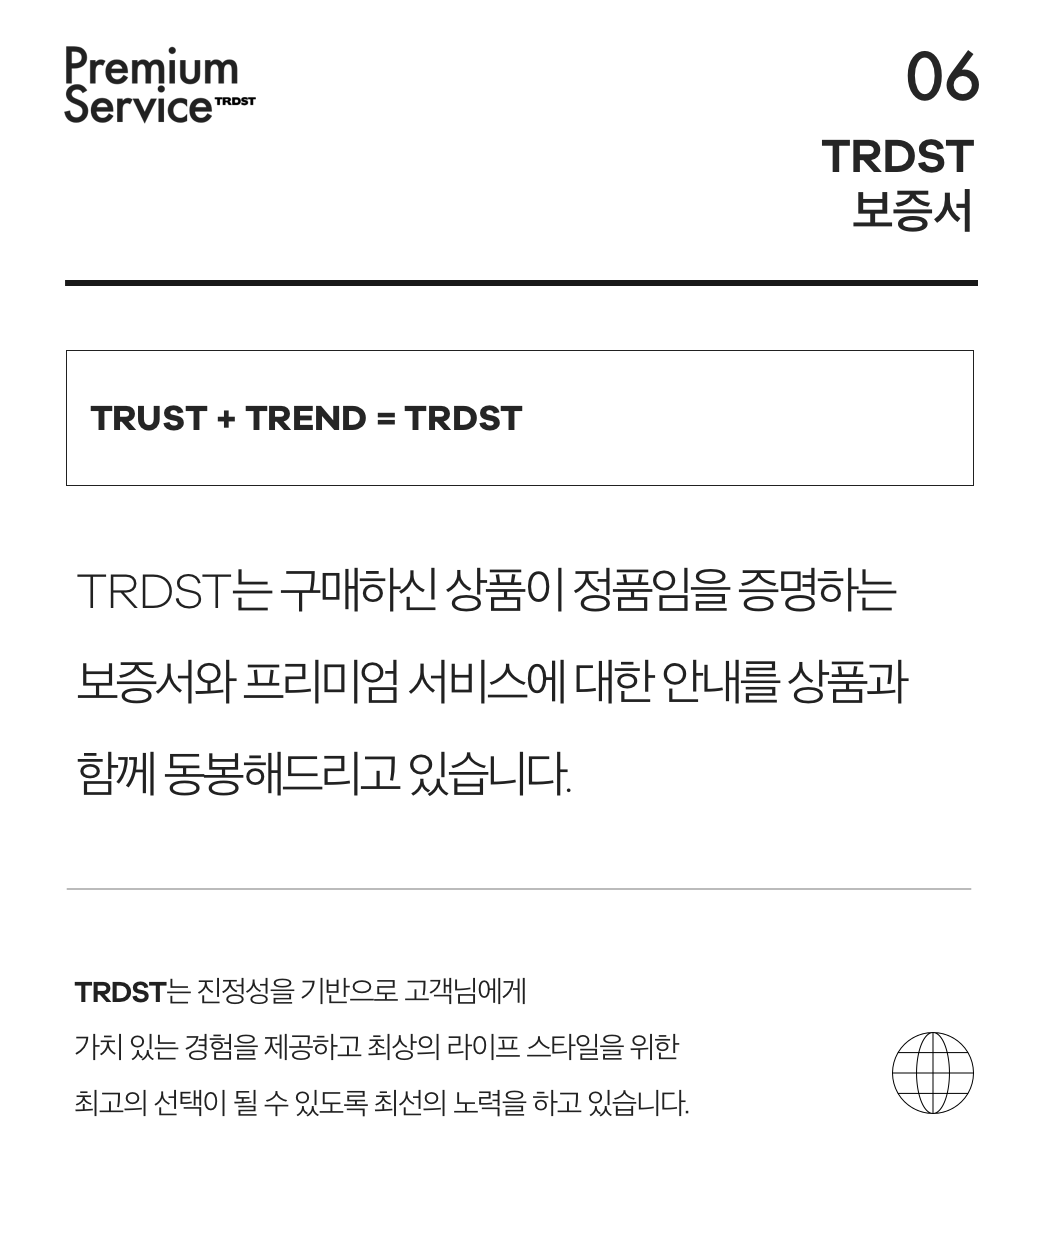 Premium
Service TRDST
06
TRDST
보증서
TRUST + TREND = TRDST
TRDST는 구매하신 상품이 정품임을 증명하는
보증서와 프리미엄 서비스에 대한 안내를 상품과
함께 동봉해드리고 있습니다.
TRDST는 진정성을 기반으로 고객님에게
가치 있는 경험을 제공하고 최상의 라이프 스타일을 위한
최고의 선택이 될 수 있도록 최선의 노력을 하고 있습니다.